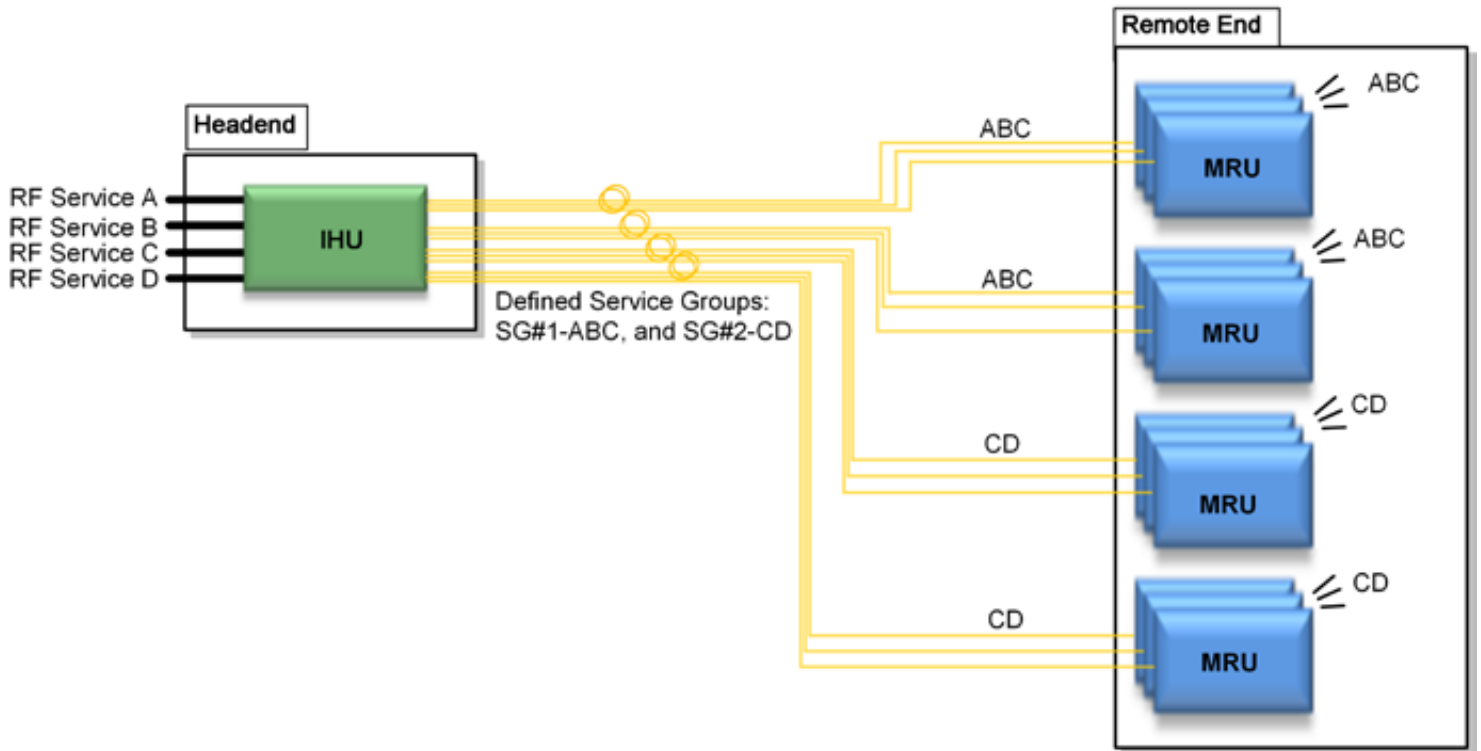 Remote End
ABC
Headend
ABC
MRU
RF Service A
RF Service B
RF Service C
RF Service D
IHU
ABC
ABC
MRU
Defined Service Groups:
SG#1-ABC, and SG#2-CD
CD
CD
MRU
CD
CD
MRU